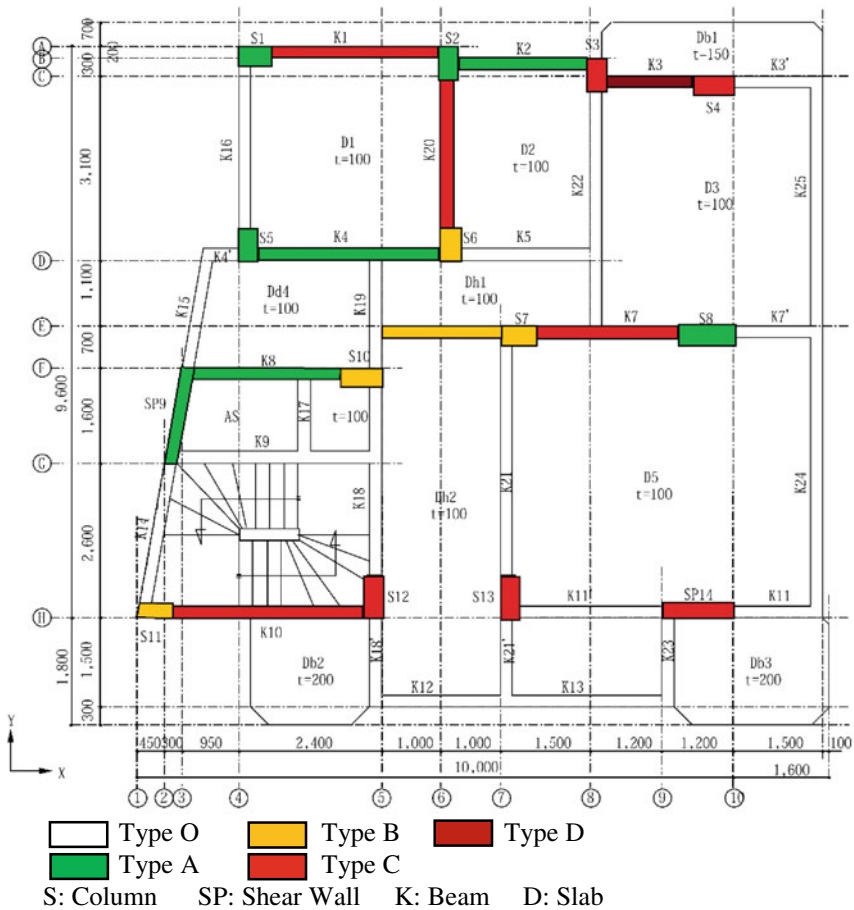 700
Db1
t-150
A
S1
K1
S2
K2
S3
B
200
300
C
K3
K3'
S4
3,100
K16
D1
t=100
K20
D2
t=100
K22
D3
t=100
K25
S5
K4
S6
K5
D
K4'
1,100
K15
Dd4
t=100
K19
Dh1
t=100
E
S7
K7
S8
K7'
700
F
K8
S10
9,600
SP9
1,600
AS
K17
t=100
K9
G
K14
2,600
K18
Dh2
t=100
K21
D5
t=100
K24
S12
S13
K11
SP14
K11
H
S11
K10
1,800
1,500
Db2
t=200
K18'
K21'
K23
Db3
t=200
K12
K13
300
Y
X
450 300 950 2.400 1,000 1,000 1,500 1,200 1,200 1,500 100
10,000 1,600
1 2 3 4 5 6 7 8 9 10
Type O Type B Type D
Type A Type C
S: Column SP: Shear Wall K: Beam D: Slab